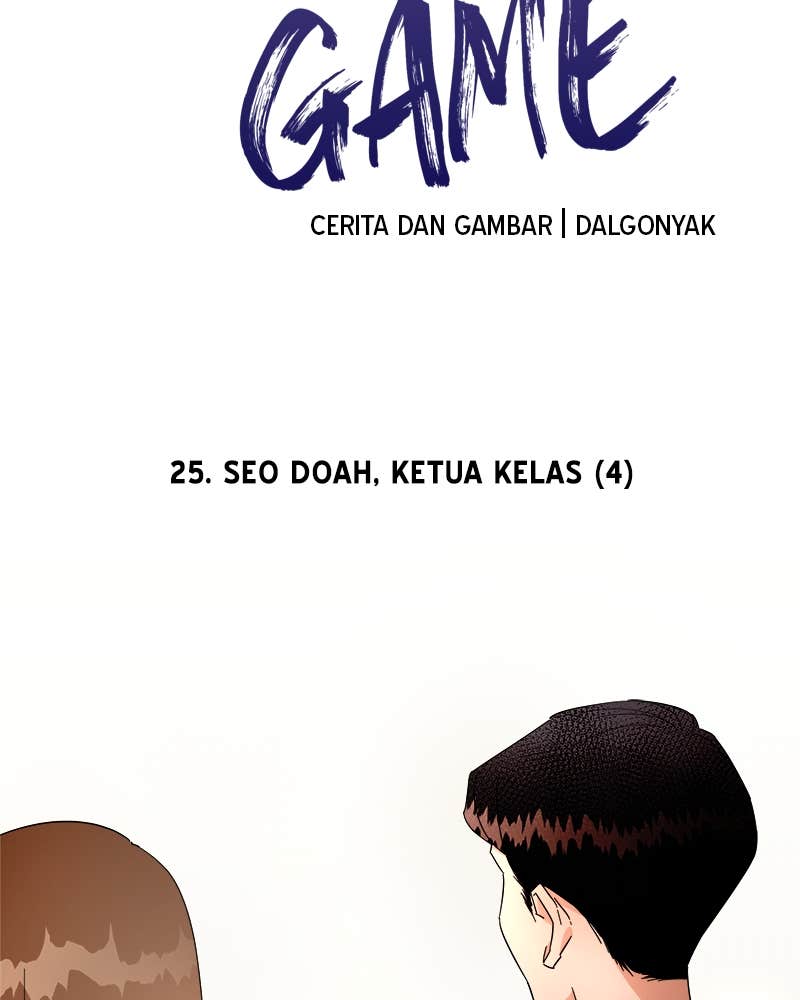 GAME
CERITA DAN GAMBAR | DALGONYAK
25. SEO DOAH, KETUA KELAS (4)